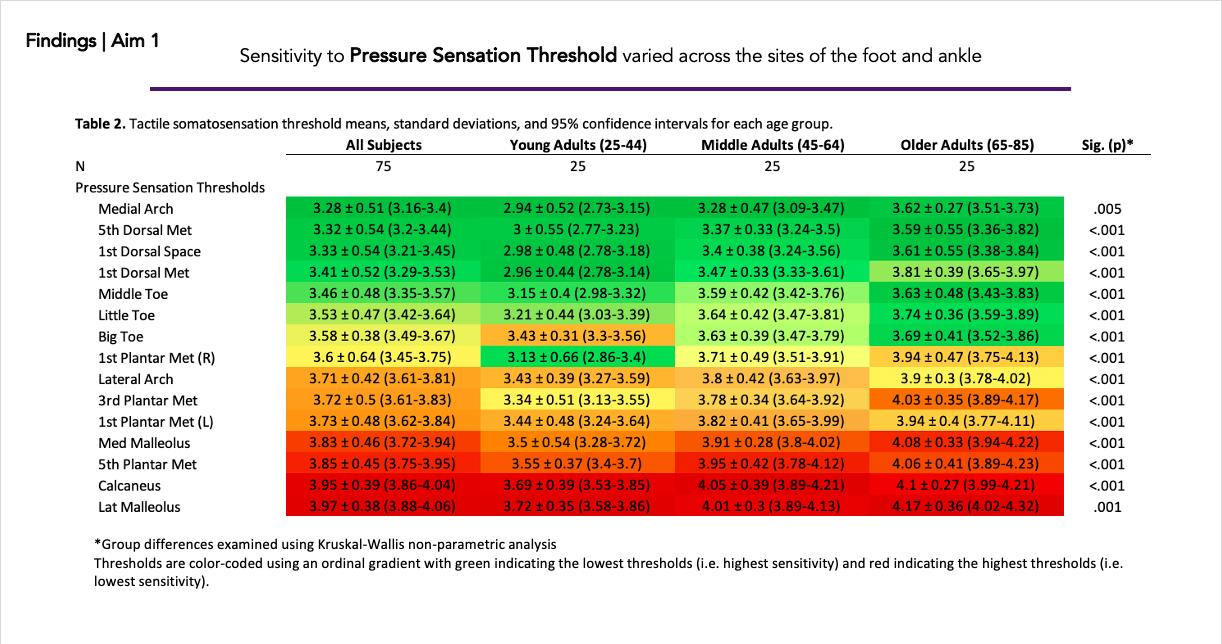 Findings | Aim 1
Sensitivity to Pressure Sensation Threshold varied across the sites of the foot and ankle
Table 2. Tactile somatosensation threshold means, standard deviations, and 95% confidence intervals for each age group.
All Subjects Young Adults (25-44) Middle Adults (45-64) Older Adults (65-85) Sig. (p)*
N 75 25 25 25
Pressure Sensation Thresholds
Medial Arch 3.28 ± 0.51 (3.16-3.4) 2.94 ± 0.52 (2.73-3.15) 3.28 ± 0.47 (3.09-3.47) 3.62 ± 0.27 (3.51-3.73) .005
5th Dorsal Met 3.32 ± 0.54 (3.2-3.44) 3 ± 0.55 (2.77-3.23) 3.37 ± 0.33 (3.24-3.5) 3.59 ± 0.55 (3.36-3.82) <.001
1st Dorsal Space 3.33 ± 0.54 (3.21-3.45) 2.98 ± 0.48 (2.78-3.18) 3.4 ± 0.38 (3.24-3.56) 3.61 ± 0.55 (3.38-3.84) <.001
1st Dorsal Met 3.41 ± 0.52 (3.29-3.53) 2.96 ± 0.44 (2.78-3.14) 3.47 ± 0.33 (3.33-3.61) 3.81 ± 0.39 (3.65-3.97) <.001
Middle Toe 3.46 ± 0.48 (3.35-3.57) 3.15 ± 0.4 (2.98-3.32) 3.59 ± 0.42 (3.42-3.76) 3.63 ± 0.48 (3.43-3.83) <.001
Little Toe 3.53 ± 0.47 (3.42-3.64) 3.21 ± 0.44 (3.03-3.39) 3.64 ± 0.42 (3.47-3.81) 3.74 ± 0.36 (3.59-3.89) <.001
Big Toe 3.58 ± 0.38 (3.49-3.67) 3.43 ± 0.31 (3.3-3.56) 3.63 ± 0.39 (3.47-3.79) 3.69 ± 0.41 (3.52-3.86) <.001
1st Plantar Met (R) 3.6 ± 0.64 (3.45-3.75) 3.13 ± 0.66 (2.86-3.4) 3.71 ± 0.49 (3.51-3.91) 3.94 ± 0.47 (3.75-4.13) <.001
Lateral Arch 3.71 ± 0.42 (3.61-3.81) 3.43 ± 0.39 (3.27-3.59) 3.8 ± 0.42 (3.63-3.97) 3.9 ± 0.3 (3.78-4.02) <.001
3rd Plantar Met 3.72 ± 0.5 (3.61-3.83) 3.34 ± 0.51 (3.13-3.55) 3.78 ± 0.34 (3.64-3.92) 4.03 ± 0.35 (3.89-4.17) <.001
1st Plantar Met (L) 3.73 ± 0.48 (3.62-3.84) 3.44 ± 0.48 (3.24-3.64) 3.82 ± 0.41 (3.65-3.99) 3.94 ± 0.4 (3.77-4.11) <.001
Med Malleolus 3.83 ± 0.46 (3.72-3.94) 3.5 ± 0.54 (3.28-3.72) 3.91 ± 0.28 (3.8-4.02) 4.08 ± 0.33 (3.94-4.22) <.001
5th Plantar Met 3.85 ± 0.45 (3.75-3.95) 3.55 ± 0.37 (3.4-3.7) 3.95 ± 0.42 (3.78-4.12) 4.06 ± 0.41 (3.89-4.23) <.001
Calcaneus 3.95 ± 0.39 (3.86-4.04) 3.69 ± 0.39 (3.53-3.85) 4.05 ± 0.39 (3.89-4.21) 4.1 ± 0.27 (3.99-4.21) <.001
Lat Malleolus 3.97 ± 0.38 (3.88-4.06) 3.72 ± 0.35 (3.58-3.86) 4.01 ± 0.3 (3.89-4.13) 4.17 ± 0.36 (4.02-4.32) .001
*Group differences examined using Kruskal-Wallis non-parametric analysis
Thresholds are color-coded using an ordinal gradient with green indicating the lowest thresholds (i.e. highest sensitivity) and red indicating the highest thresholds (i.e.
lowest sensitivity).